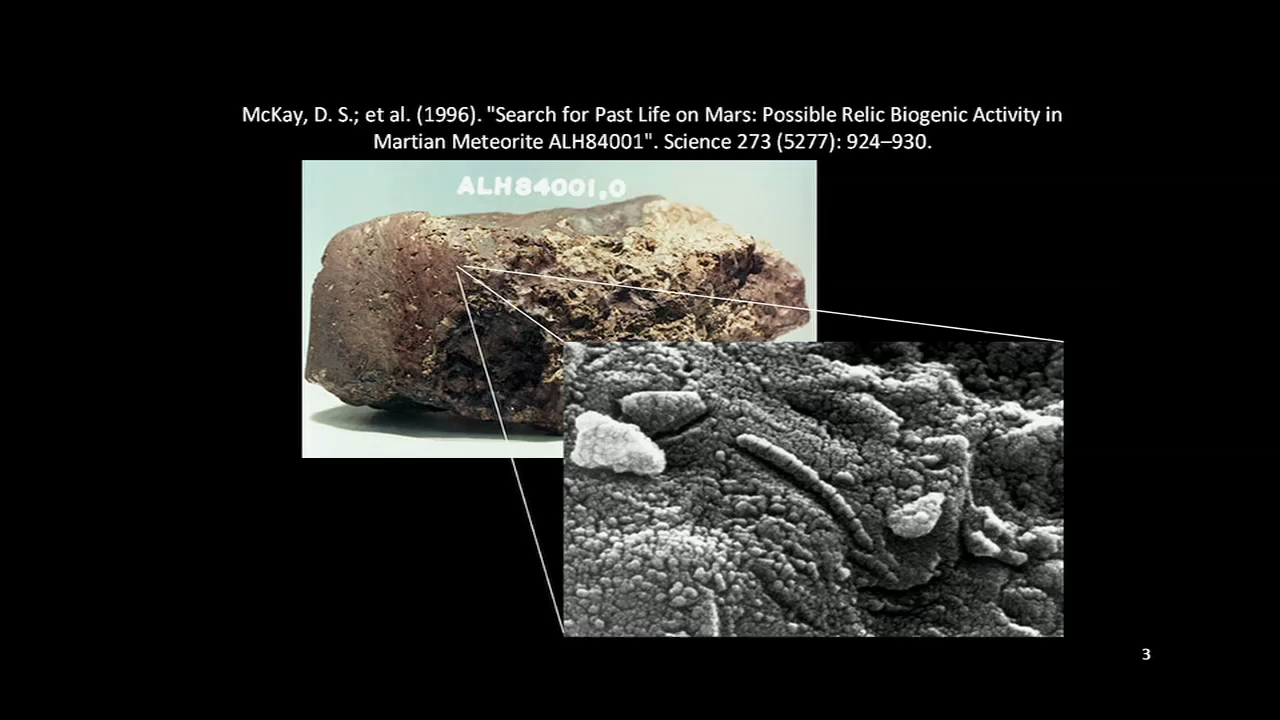 McKay, D. S.; et al. (1996). "Search for Past Life on Mars: Possible Relic Biogenic Activity in
Martian Meteorite ALH84001". Science 273 (5277): 924–930.
ALH84001,0
3